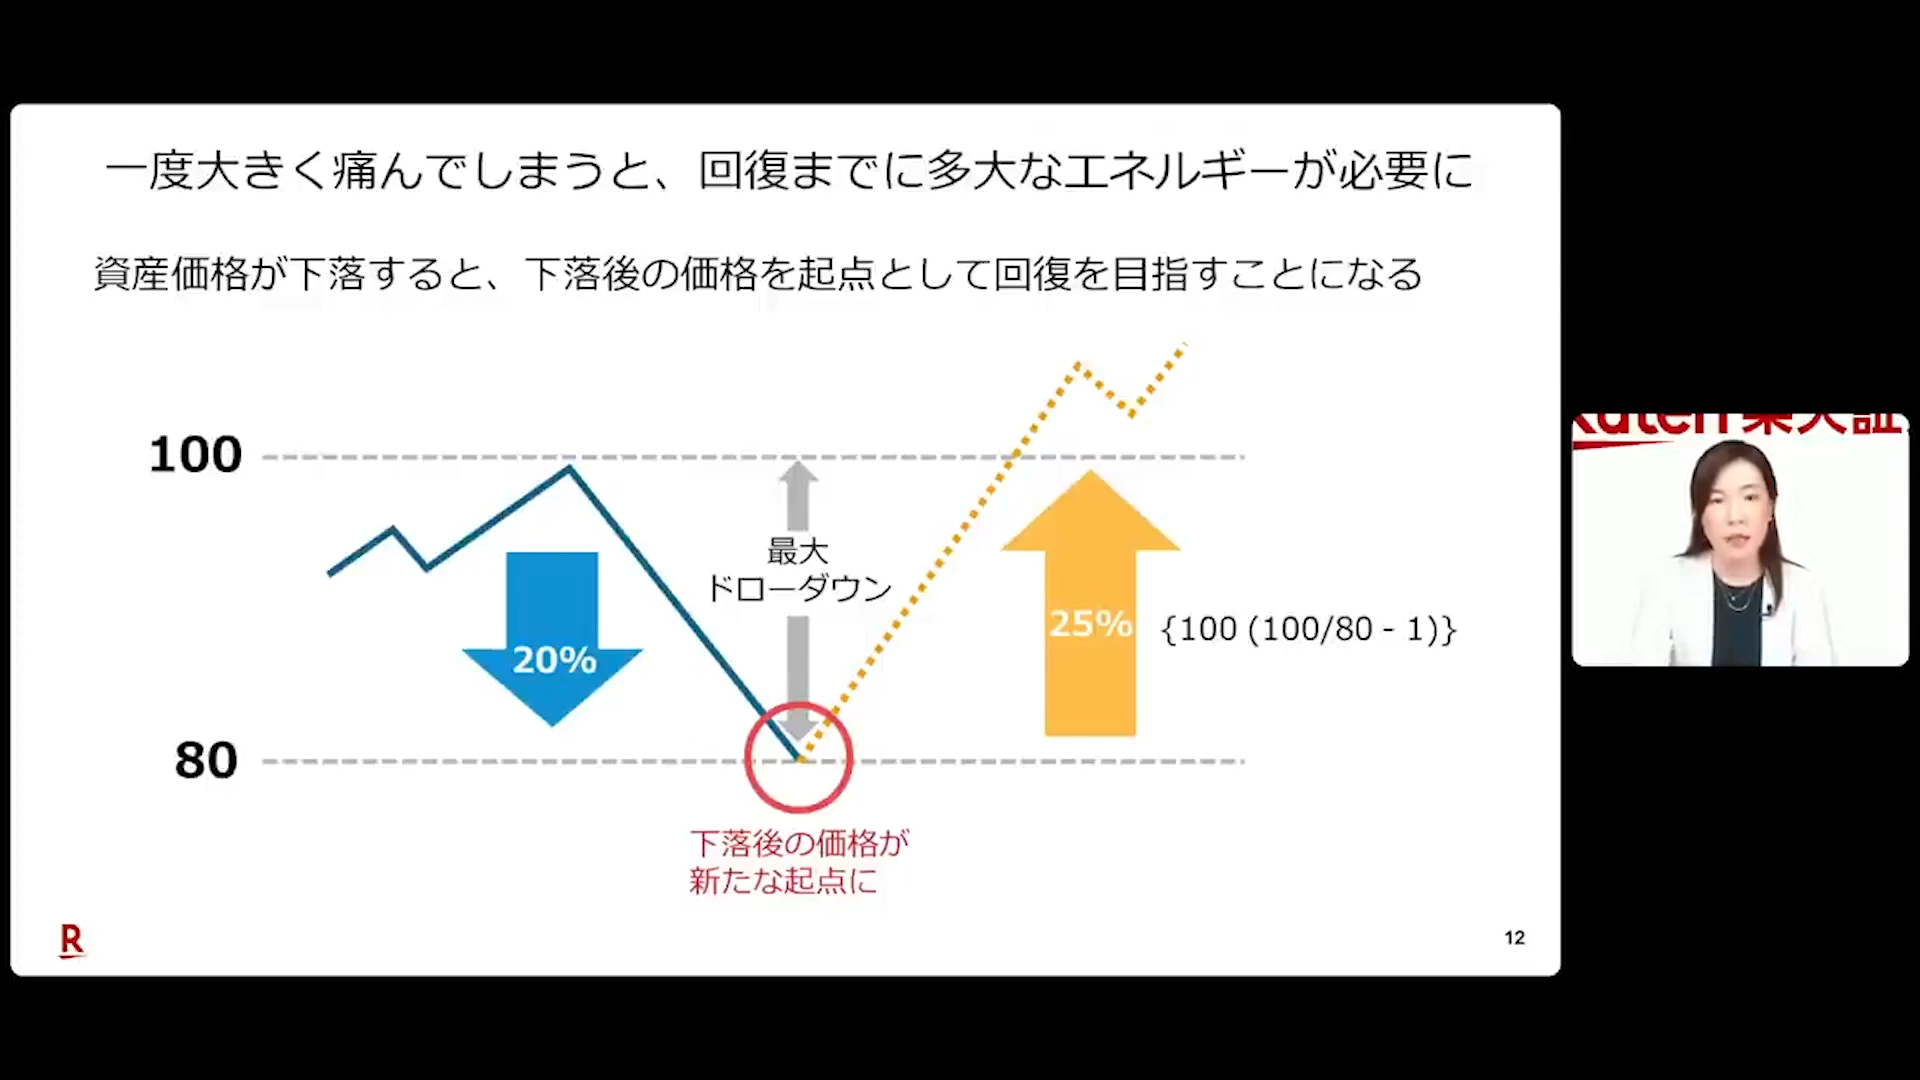 一度大きく痛んでしまうと、回復までに多大なエネルギーが必要に
資産価格が下落すると、下落後の価格を起点として回復を目指すことになる
100
最大
ドローダウン
20%
25%
{100 (100/80 - 1)}
80
下落後の価格が
新たな起点に
R
12
Rakuten 楽天証